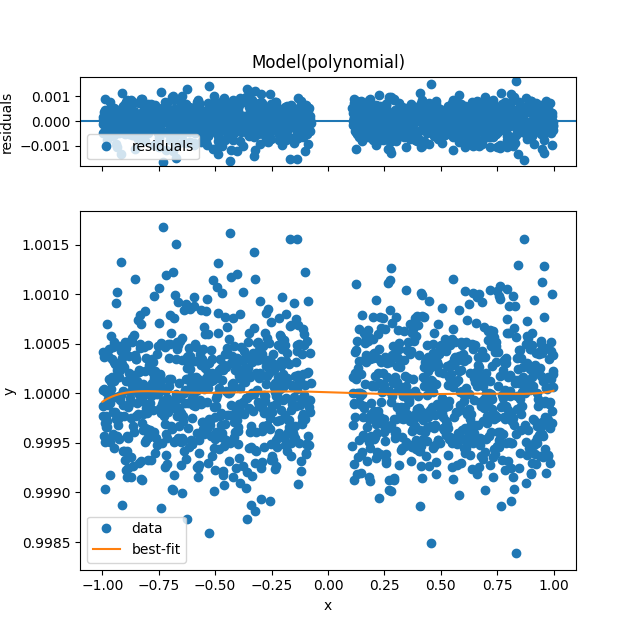 Model(polynomial)
residuals
0.001
0.000
−0.001
residuals
y
1.0015
1.0010
1.0005
1.0000
0.9995
0.9990
0.9985
data
best-fit
−1.00 −0.75 −0.50 −0.25 0.00 0.25 0.50 0.75 1.00
x